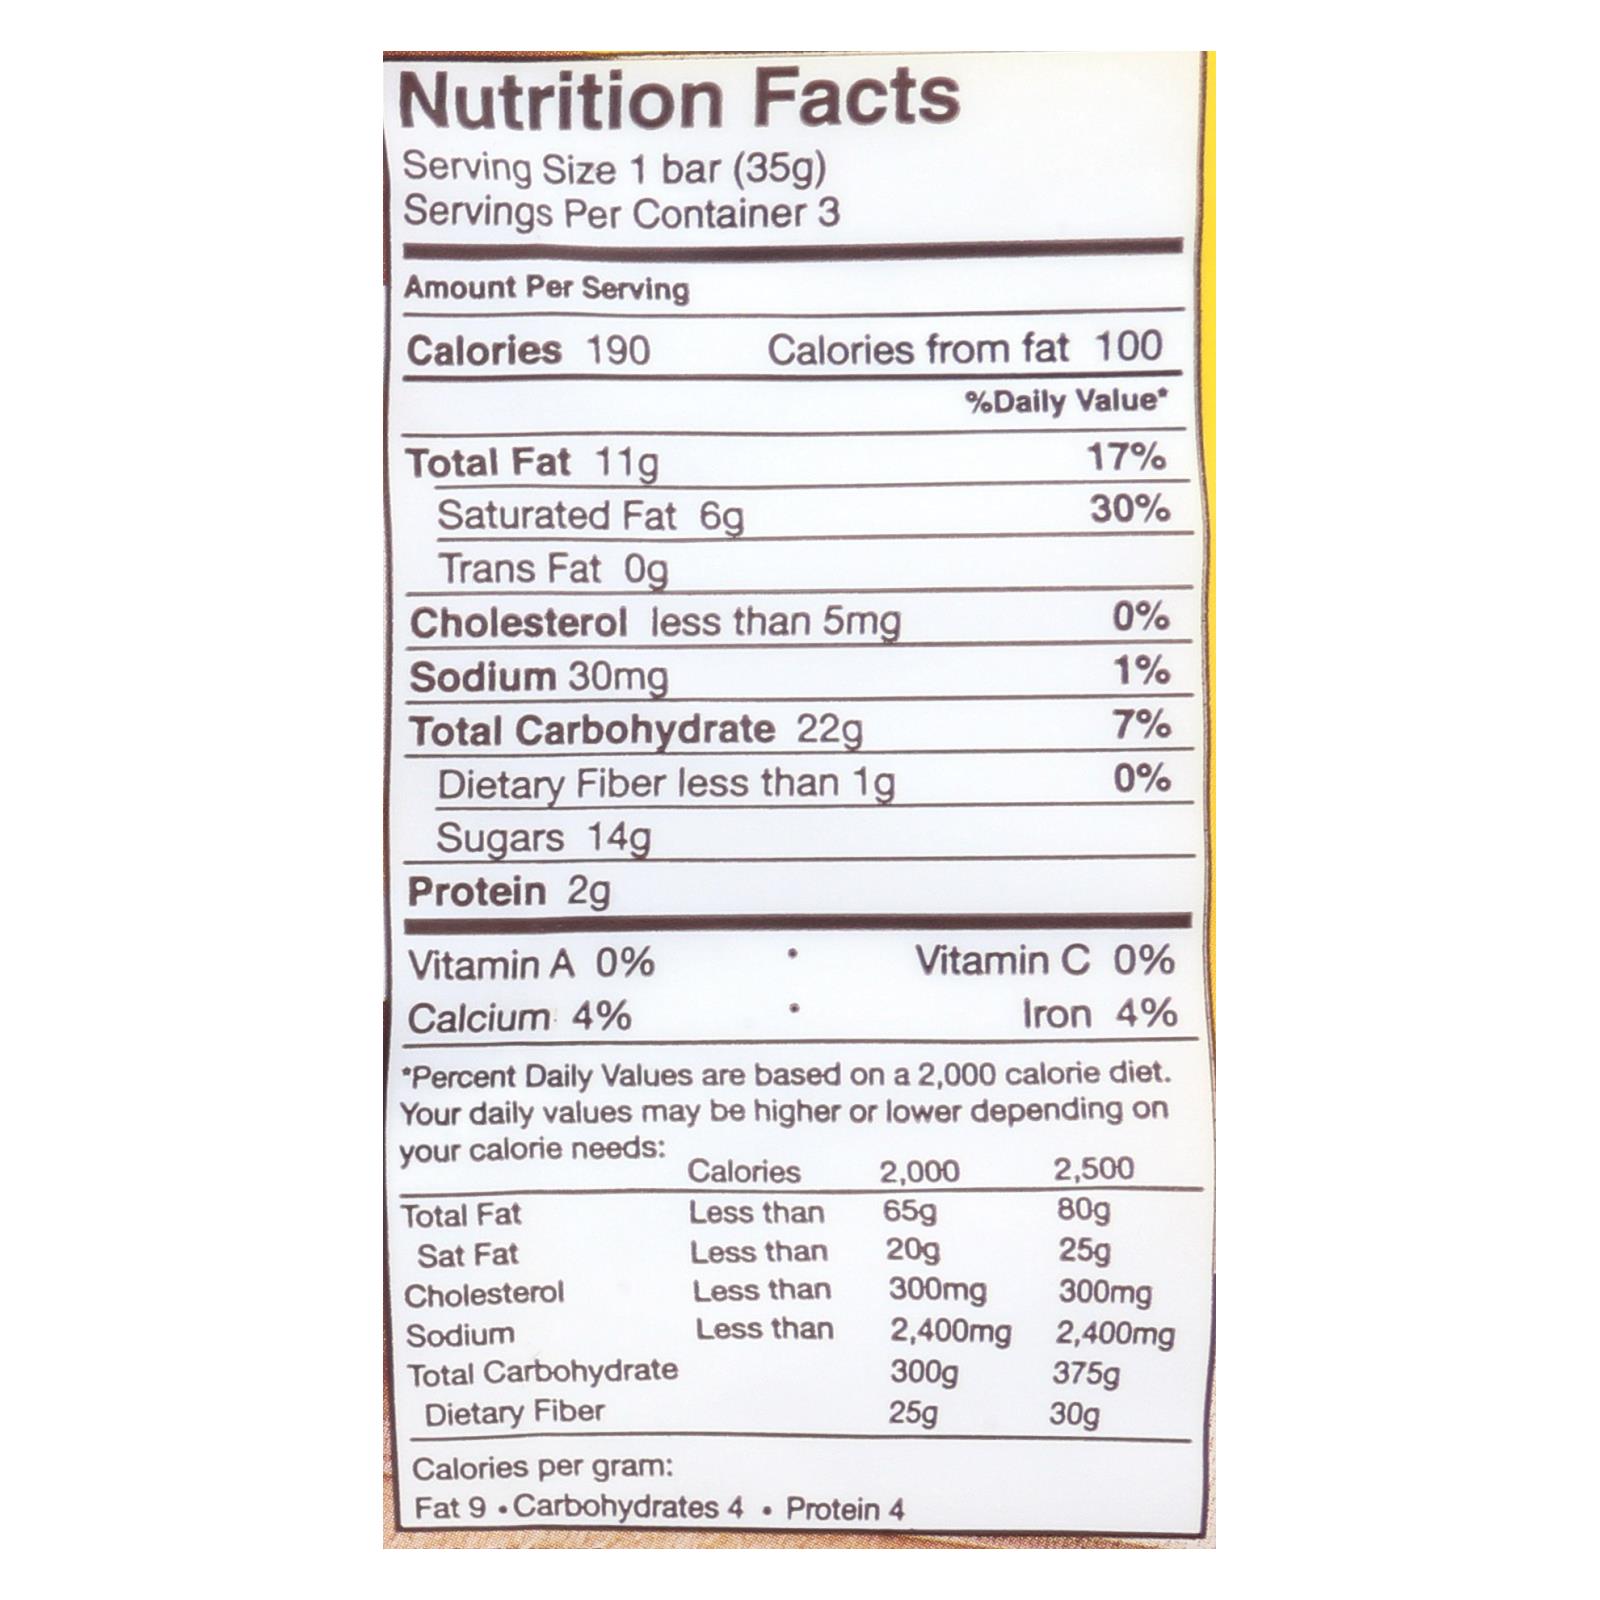 Nutrition Facts
Serving Size 1 bar (35g)
Servings Per Container 3
Amount Per Serving
Calories 190 Calories from fat 100
%Daily Value*
Total Fat 11g 17%
Saturated Fat 6g 30%
Trans Fat 0g
Cholesterol less than 5mg 0%
Sodium 30mg 1%
Total Carbohydrate 22g 7%
Dietary Fiber less than 1g 0%
Sugars 14g
Protein 2g
Vitamin A 0% • Vitamin C 0%
Calcium 4% • Iron 4%
*Percent Daily Values are based on a 2,000 calorie diet.
Your daily values may be higher or lower depending on
your calorie needs:
Calories 2,000 2,500
Total Fat Less than 65g 80g
Sat Fat Less than 20g 25g
Cholesterol Less than 300mg 300mg
Sodium Less than 2,400mg 2,400mg
Total Carbohydrate 300g 375g
Dietary Fiber 25g 30g
Calories per gram:
Fat 9 • Carbohydrates 4 • Protein 4